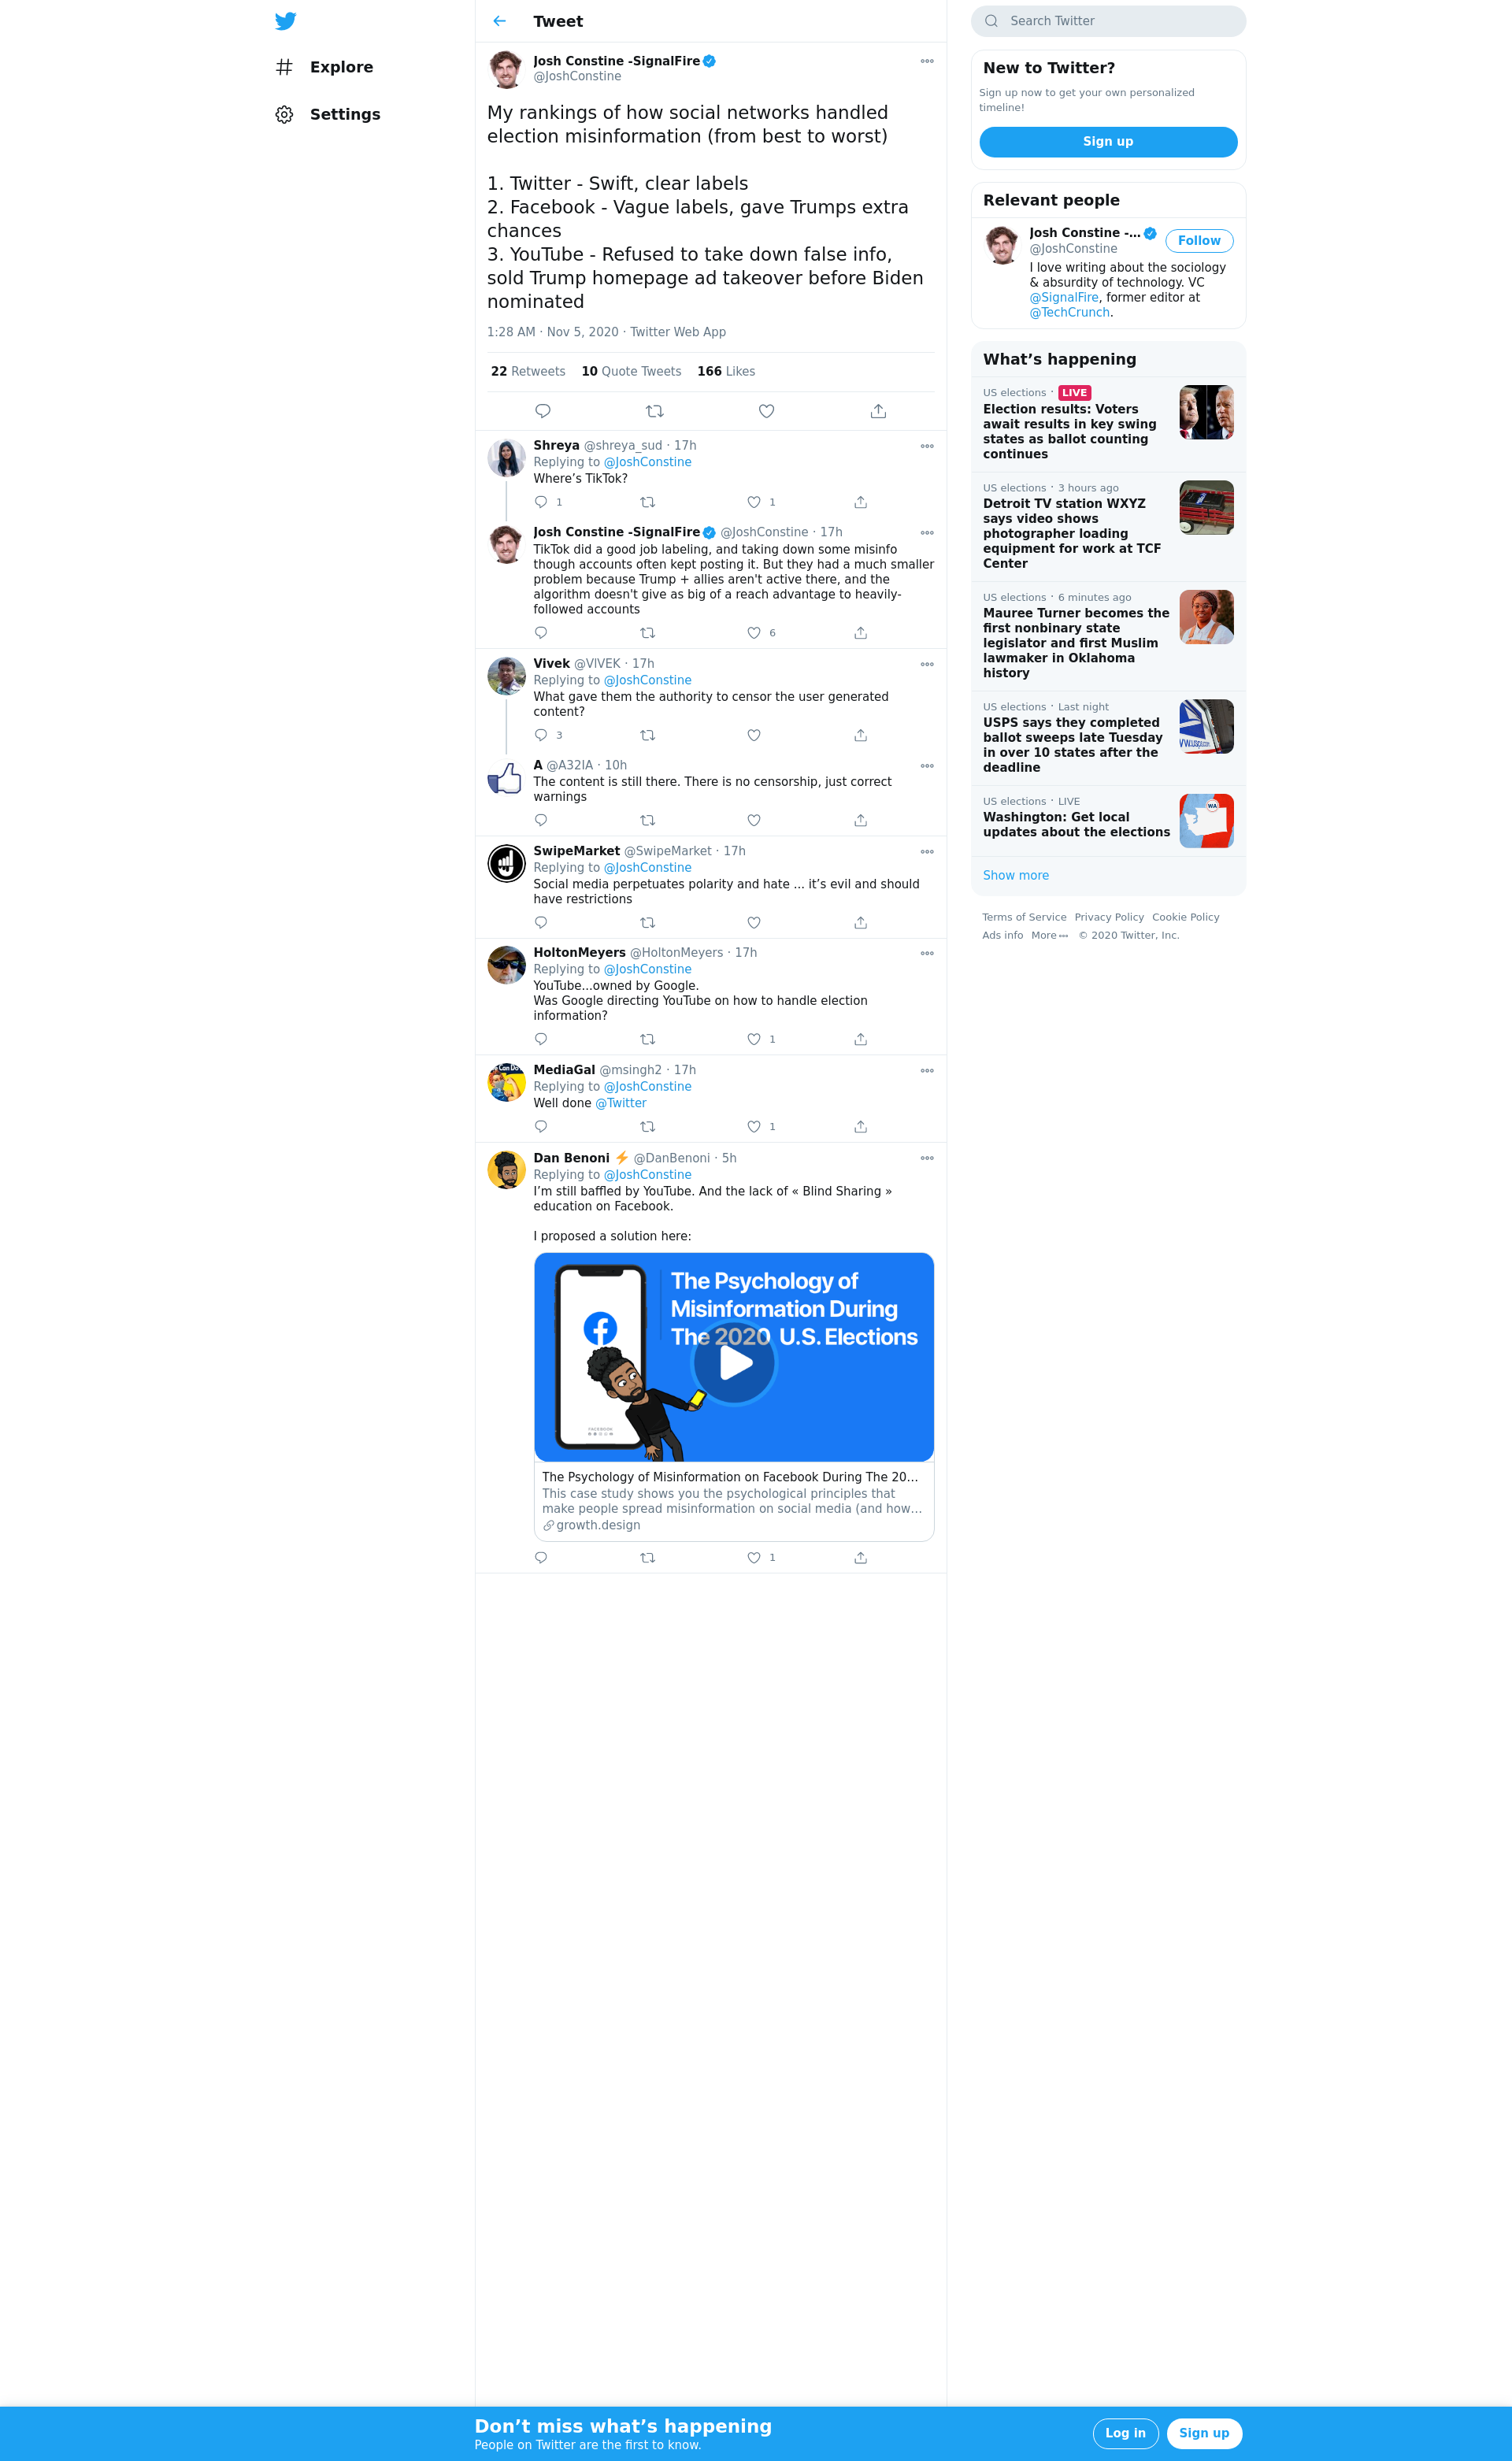 Explore
Settings
Tweet
Josh Constine -SignalFire
@JoshConstine
My rankings of how social networks handled
election misinformation (from best to worst)
1. Twitter - Swift, clear labels
2. Facebook - Vague labels, gave Trumps extra
chances
3. YouTube - Refused to take down false info,
sold Trump homepage ad takeover before Biden
nominated
1:28 AM · Nov 5, 2020 · Twitter Web App
22 Retweets 10 Quote Tweets 166 Likes
Shreya @shreya_sud · 17h
Replying to @JoshConstine
Where’s TikTok?
1 1
Josh Constine -SignalFire @JoshConstine · 17h
TikTok did a good job labeling, and taking down some misinfo
though accounts often kept posting it. But they had a much smaller
problem because Trump + allies aren't active there, and the
algorithm doesn't give as big of a reach advantage to heavily-
followed accounts
6
Vivek @VIVEK · 17h
Replying to @JoshConstine
What gave them the authority to censor the user generated
content?
3
A @A32IA · 10h
The content is still there. There is no censorship, just correct
warnings
SwipeMarket @SwipeMarket · 17h
Replying to @JoshConstine
Social media perpetuates polarity and hate ... it’s evil and should
have restrictions
HoltonMeyers @HoltonMeyers · 17h
Replying to @JoshConstine
YouTube...owned by Google.
Was Google directing YouTube on how to handle election
information?
1
MediaGal @msingh2 · 17h
Replying to @JoshConstine
Well done @Twitter
1
Dan Benoni ⚡ @DanBenoni · 5h
Replying to @JoshConstine
I’m still baffled by YouTube. And the lack of « Blind Sharing »
education on Facebook.
I proposed a solution here:
The Psychology of
Misinformation During
The 2020 U.S. Elections
FACEBOOK
The Psychology of Misinformation on Facebook During The 20…
This case study shows you the psychological principles that
make people spread misinformation on social media (and how…
growth.design
1
Search Twitter
New to Twitter?
Sign up now to get your own personalized
timeline!
Sign up
Relevant people
Josh Constine -…
@JoshConstine
Follow
I love writing about the sociology
& absurdity of technology. VC
@SignalFire, former editor at
@TechCrunch.
What’s happening
US elections · LIVE
Election results: Voters
await results in key swing
states as ballot counting
continues
US elections · 3 hours ago
Detroit TV station WXYZ
says video shows
photographer loading
equipment for work at TCF
Center
US elections · 6 minutes ago
Mauree Turner becomes the
first nonbinary state
legislator and first Muslim
lawmaker in Oklahoma
history
US elections · Last night
USPS says they completed
ballot sweeps late Tuesday
in over 10 states after the
deadline
US elections · LIVE
Washington: Get local
updates about the elections
WA
Show more
Terms of Service Privacy Policy Cookie Policy
Ads info More © 2020 Twitter, Inc.
Don’t miss what’s happening
People on Twitter are the first to know.
Log in
Sign up